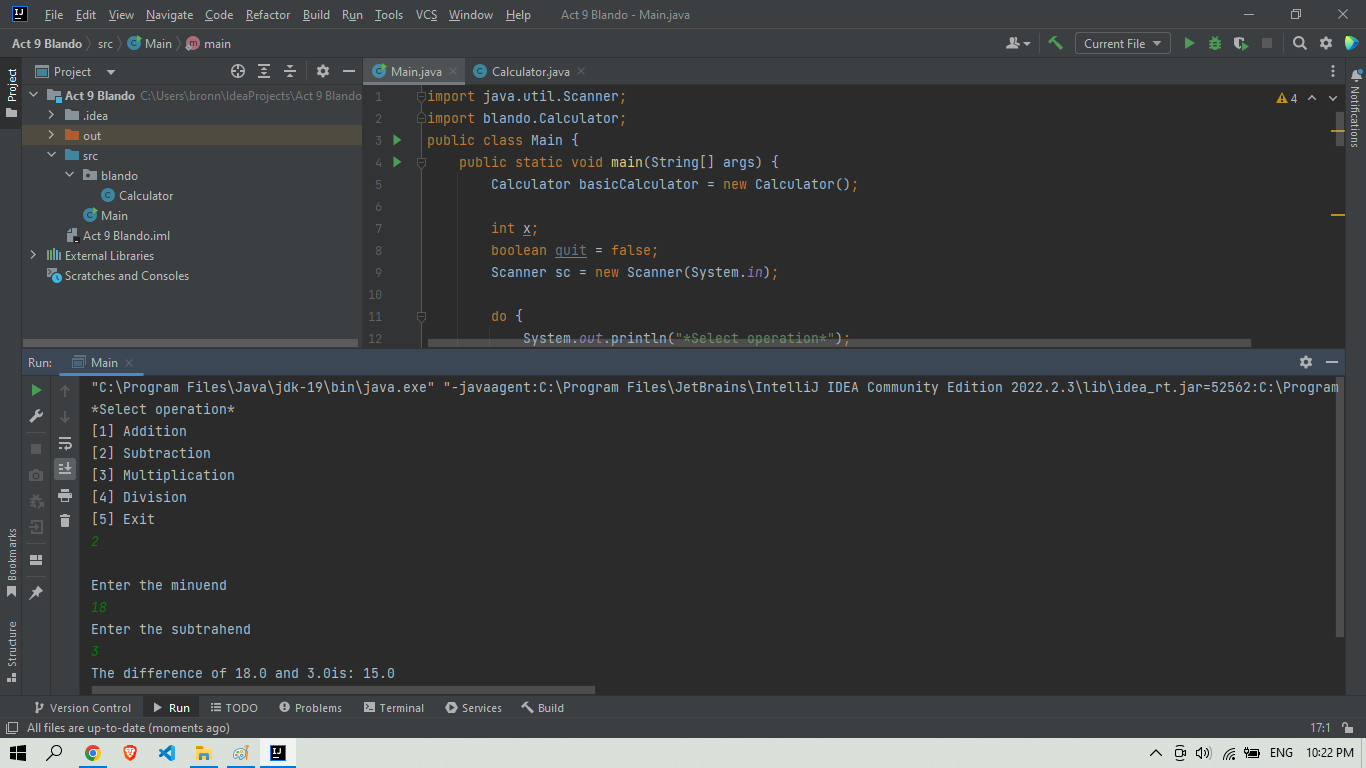 File Edit View Navigate Code Refactor Build Run Tools VCS Window Help Act 9 Blando - Main.java
Act 9 Blando src Main main Current File
Project
Project
Main.java Calculator.java
Notifications
Act 9 Blando C:\Users\bronn\IdeaProjects\Act 9 Blando
.idea
out
src
blando
Calculator
Main
Act 9 Blando.iml
External Libraries
Scratches and Consoles
4
1 import java.util.Scanner;
2 import blando.Calculator;
3 public class Main {
4 public static void main(String[] args) {
5 Calculator basicCalculator = new Calculator();
6
7 int x;
8 boolean quit = false;
9 Scanner sc = new Scanner(System.in);
10
11 do {
12 System.out.println("*Select operation*");
Run: Main
"C:\Program Files\Java\jdk-19\bin\java.exe" "-javaagent:C:\Program Files\JetBrains\IntelliJ IDEA Community Edition 2022.2.3\lib\idea_rt.jar=52562:C:\Program
*Select operation*
[1] Addition
[2] Subtraction
[3] Multiplication
[4] Division
[5] Exit
2
Enter the minuend
18
Enter the subtrahend
3
The difference of 18.0 and 3.0is: 15.0
Bookmarks
Structure
Version Control Run TODO Problems Terminal Services Build
All files are up-to-date (moments ago) 17:1
ENG 10:22 PM